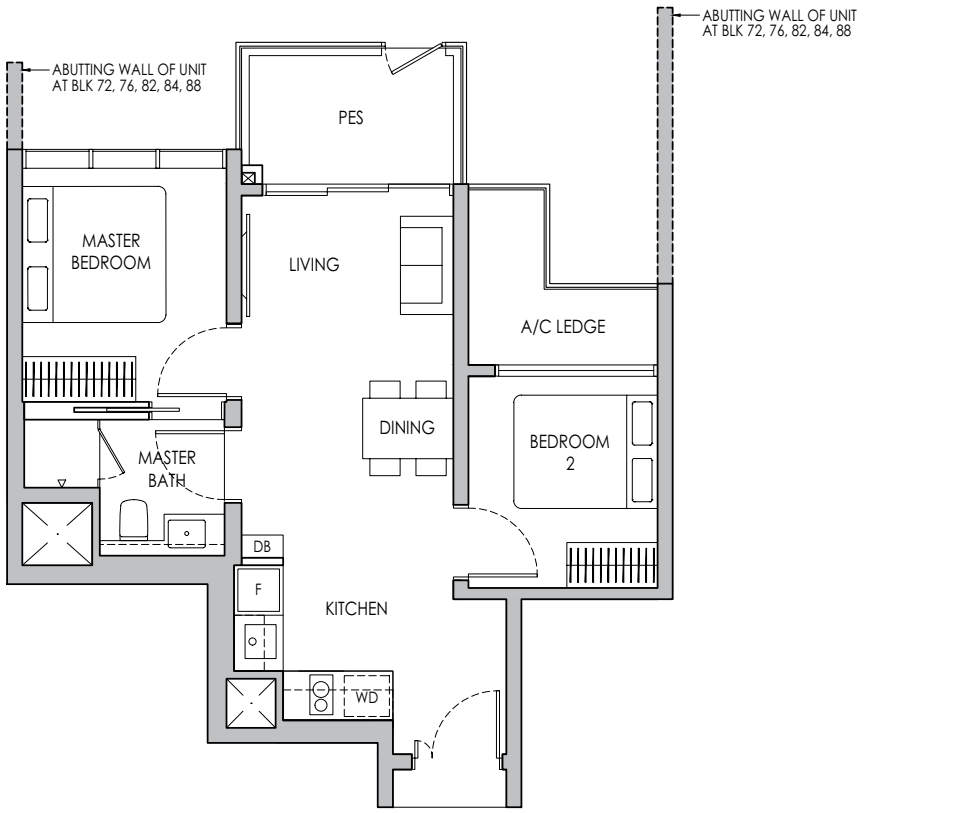 ABUTTING WALL OF UNIT
AT BLK 72, 76, 82, 84, 88
ABUTTING WALL OF UNIT
AT BLK 72, 76, 82, 84, 88
PES
MASTER
BEDROOM
LIVING
A/C LEDGE
DINING
BEDROOM
2
MASTER
BATH
DB
F
KITCHEN
WD